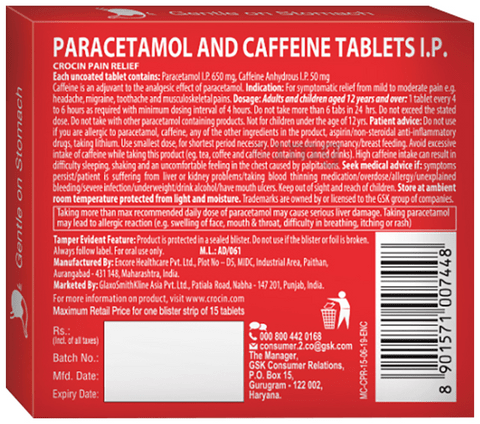 Gentle on Stomach
Gentle on Stomach
PARACETAMOL AND CAFFEINE TABLETS I.P.
CROCIN PAIN RELIEF
Each uncoated tablet contains: Paracetamol I.P. 650 mg, Caffeine Anhydrous I.P. 50 mg
Caffeine is an adjuvant to the analgesic effect of paracetamol. Indication: For symptomatic relief from mild to moderate pain e.g.
headache, migraine, toothache and musculoskeletal pains. Dosage: Adults and children aged 12 years and over: 1 tablet every 4
to 6 hours as required with minimum dosing interval of 4 hours. Do not take more than 6 tabs in 24 hrs. Do not exceed the stated
dose. Do not take with other paracetamol containing products. Not for children under the age of 12 yrs. Patient advice: Do not use
if you are allergic to paracetamol, caffeine, any of the other ingredients in the product, aspirin/non-steroidal anti-inflammatory
drugs, taking lithium. Use smallest dose, for shortest period necessary. Do not use during pregnancy/breast feeding. Avoid excessive
intake of caffeine while taking this product (eg. tea, coffee and caffeine containing canned drinks). High caffeine intake can result in
difficulty sleeping, shaking and an uncomfortable feeling in the chest caused by palpitations. Seek medical advice if: symptoms
persist/patient is suffering from liver or kidney problems/taking blood thinning medication/overdose/allergy/unexplained
bleeding/severe infection/underweight/drink alcohol/have mouth ulcers. Keep out of sight and reach of children. Store at ambient
room temperature protected from light and moisture. Trademarks are owned by or licensed to the GSK group of companies.
Taking more than max recommended daily dose of paracetamol may cause serious liver damage. Taking paracetamol
may lead to allergic reaction (e.g. swelling of face, mouth & throat, difficulty in breathing, itching or rash)
Tamper Evident Feature: Product is protected in a sealed blister. Do not use if the blister or foil is broken.
Always follow label. For oral use only. M.L.: AD/061
Manufactured By: Encore Healthcare Pvt. Ltd., Plot No – D5, MIDC, Industrial Area, Paithan,
Aurangabad - 431 148, Maharashtra, India.
Marketed By: GlaxoSmithKline Asia Pvt. Ltd., Patiala Road, Nabha - 147 201, Punjab, India.
For more information on product, visit www.crocin.com
Maximum Retail Price for one blister strip of 15 tablets
Rs.:
(Incl. of all taxes)
Batch No.:
Mfd. Date:
Expiry Date:
000 800 442 0168
consumer.2.co@gsk.com
The Manager,
GSK Consumer Relations,
P.O. Box 15,
Gurugram - 122 002,
Haryana.
MC-CPR-15-06-19-ENC
8 901571 007448